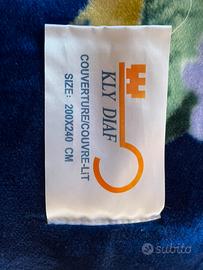 KLY DIAF
COUVERTURE/COUVRE-LIT
SIZE: 200X240 CM
subito